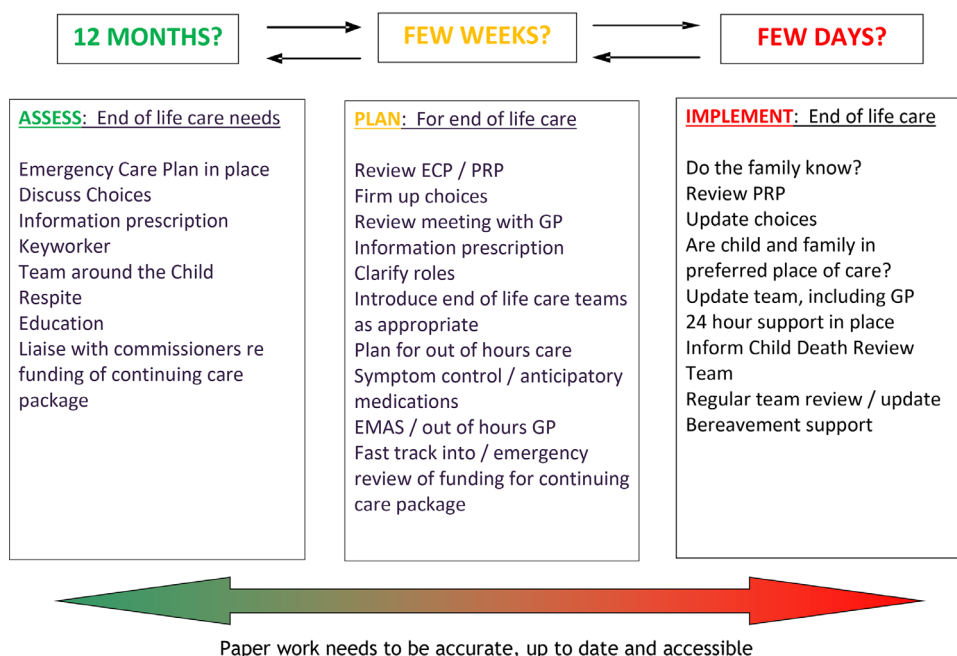 12 MONTHS?
FEW WEEKS?
FEW DAYS?
ASSESS: End of life care needs
Emergency Care Plan in place
Discuss Choices
Information prescription
Keyworker
Team around the Child
Respite
Education
Liaise with commissioners re
funding of continuing care
package
PLAN: For end of life care
Review ECP / PRP
Firm up choices
Review meeting with GP
Information prescription
Clarify roles
Introduce end of life care teams
as appropriate
Plan for out of hours care
Symptom control / anticipatory
medications
EMAS / out of hours GP
Fast track into / emergency
review of funding for continuing
care package
IMPLEMENT: End of life care
Do the family know?
Review PRP
Update choices
Are child and family in
preferred place of care?
Update team, including GP
24 hour support in place
Inform Child Death Review
Team
Regular team review / update
Bereavement support
Paper work needs to be accurate, up to date and accessible